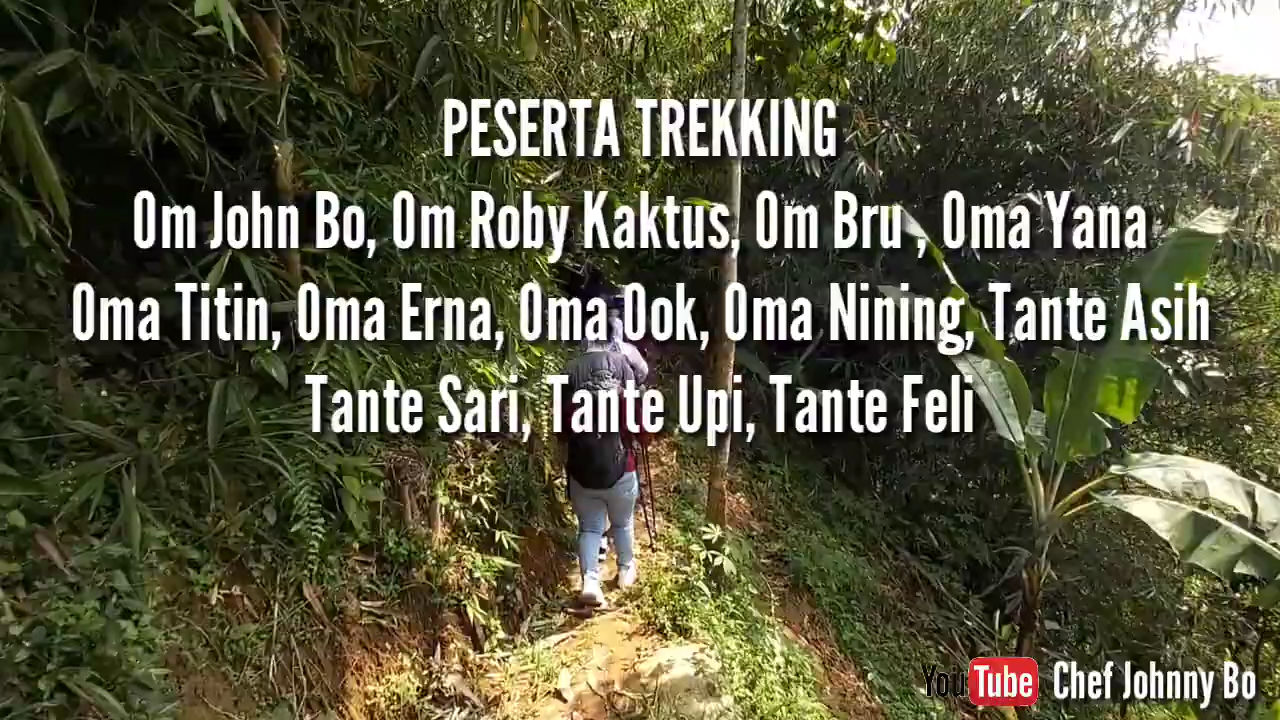 PESERTA TREKKING
Om John Bo, Om Roby Kaktus, Om Bru , Oma Yana
Oma Titin, Oma Erna, Oma Ook, Oma Nining, Tante Asih
Tante Sari, Tante Upi, Tante Feli
YouTube Chef Johnny Bo